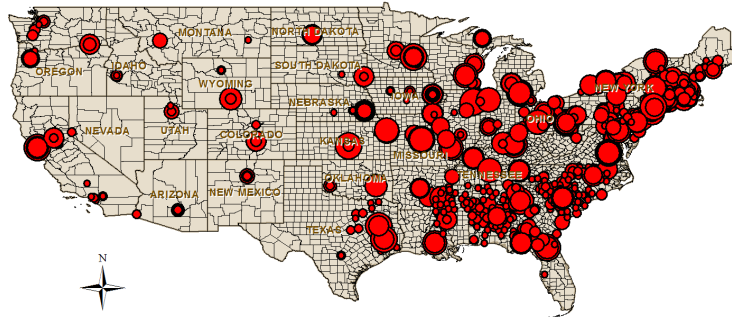 MONTANA
NORTH DAKOTA
OREGON
IDAHO
SOUTH DAKOTA
WYOMING
NEW YORK
IOWA
NEBRASKA
OHIO
NEVADA
UTAH
COLORADO
KANSAS
MISSOURI
TENNESSEE
OKLAHOMA
ARIZONA
NEW MEXICO
TEXAS
N